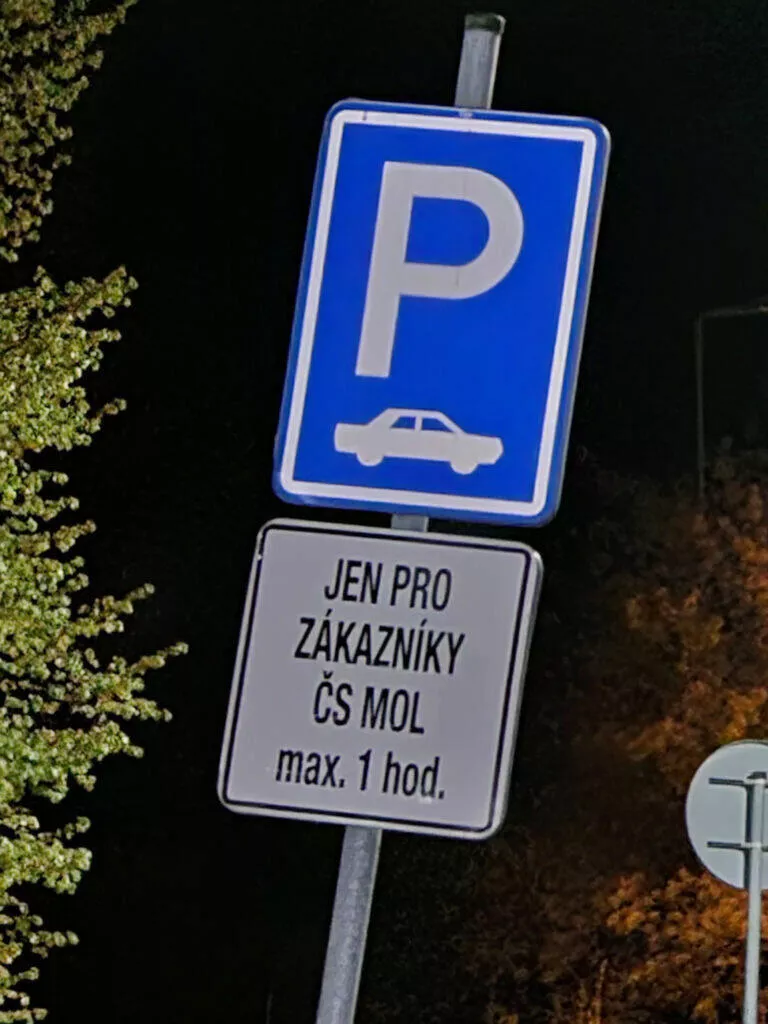 P
JEN PRO
ZÁKAZNÍKY
ČS MOL
max. 1 hod.